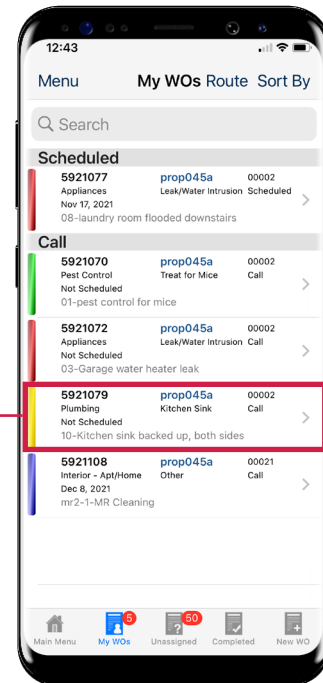 12:43
Menu My WOs Route Sort By
Search
Scheduled
5921077 prop045a 00002
Appliances Leak/Water Intrusion Scheduled
Nov 17, 2021
08-laundry room flooded downstairs
Call
5921070 prop045a 00002
Pest Control Treat for Mice Call
Not Scheduled
01-pest control for mice
5921072 prop045a 00002
Appliances Leak/Water Intrusion Call
Not Scheduled
03-Garage water heater leak
5921079 prop045a 00002
Plumbing Kitchen Sink Call
Not Scheduled
10-Kitchen sink backed up, both sides
5921108 prop045a 00021
Interior - Apt/Home Other Call
Dec 8, 2021
mr2-1-MR Cleaning
5 50
Main Menu My WOs Unassigned Completed New WO